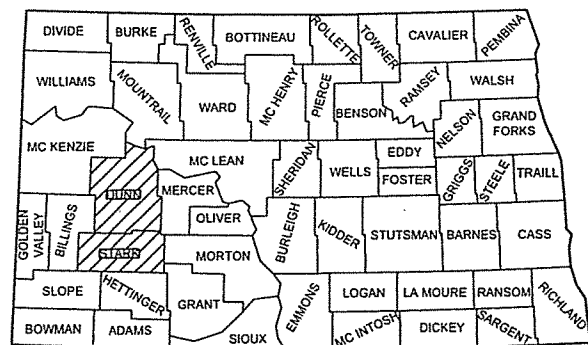 DIVIDE
BURKE
RENVILLE
BOTTINEAU
ROLLETTE
TOWNER
CAVALIER
PEMBINA
WILLIAMS
MOUNTRAIL
WARD
MC HENRY
PIERCE
BENSON
RAMSEY
WALSH
NELSON
GRAND
FORKS
MC KENZIE
DUNN
MC LEAN
MERCER
OLIVER
SHERIDAN
WELLS
EDDY
FOSTER
GRIGGS
STEELE
TRAILL
GOLDEN
VALLEY
BILLINGS
STARK
MORTON
BURLEIGH
KIDDER
STUTSMAN
BARNES
CASS
SLOPE
HETTINGER
GRANT
SIOUX
EMMONS
LOGAN
LA MOURE
RANSOM
RICHLAND
BOWMAN
ADAMS
MC INTOSH
DICKEY
SARGENT